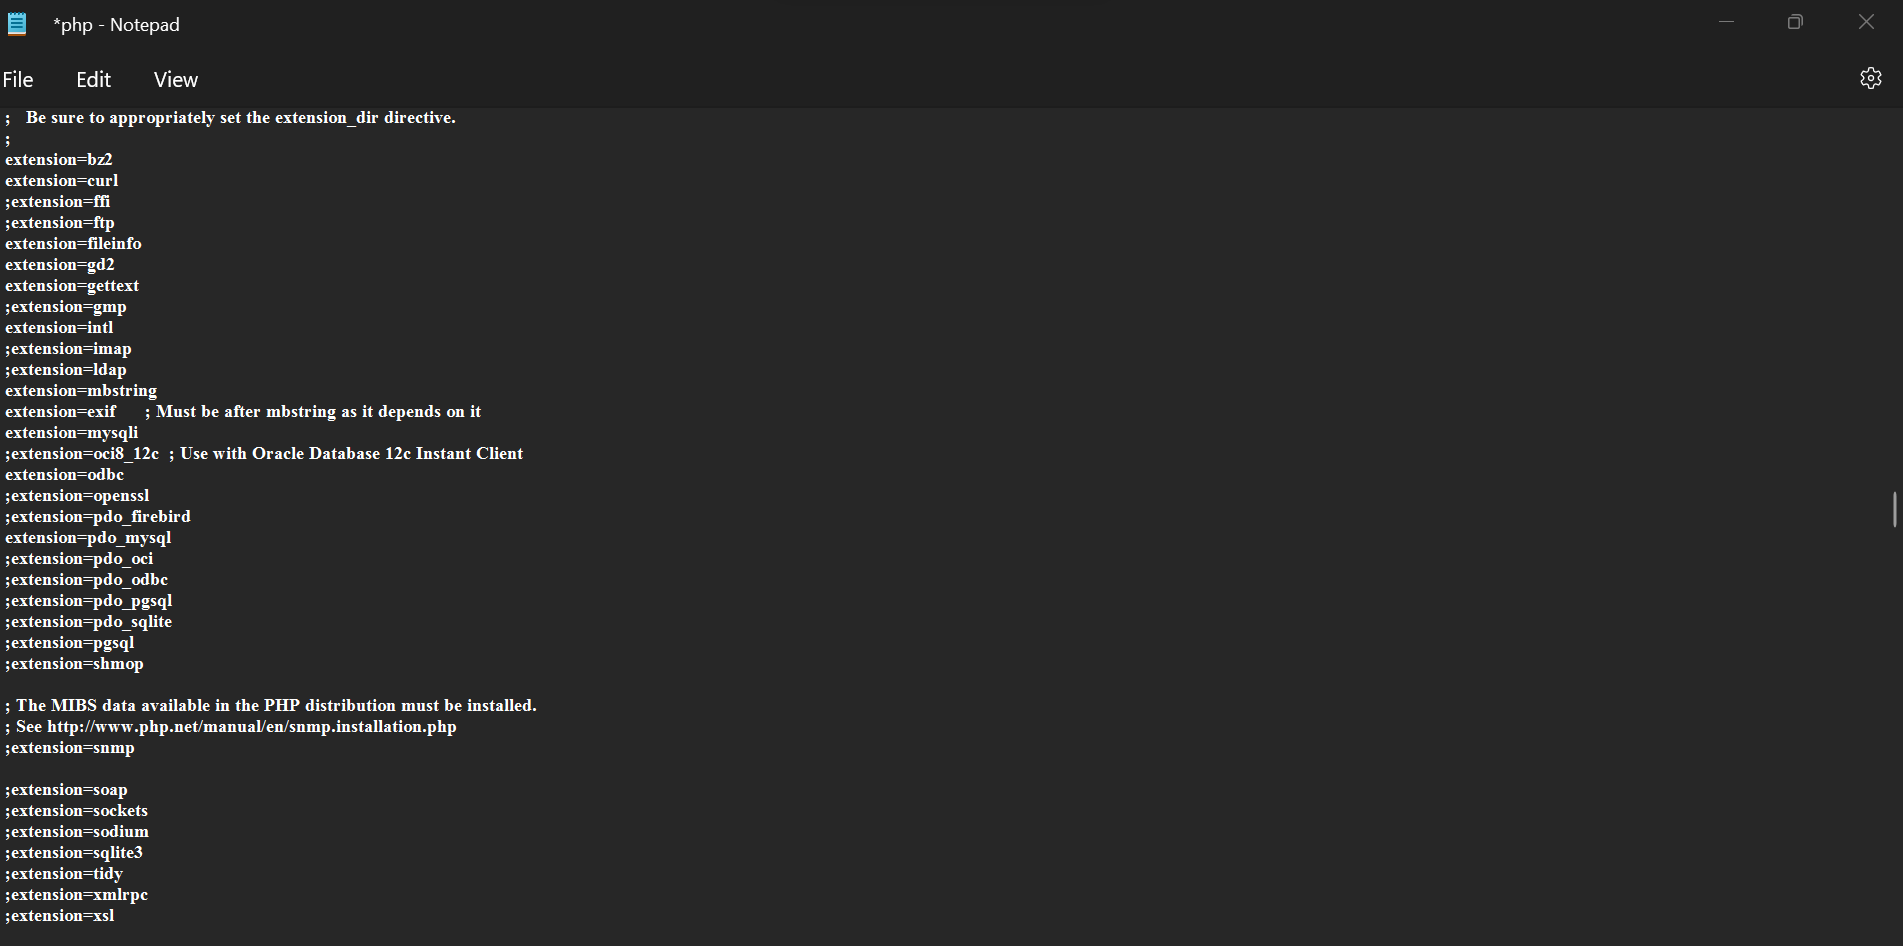 *php - Notepad
File Edit View
; Be sure to appropriately set the extension_dir directive.
;
extension=bz2
extension=curl
;extension=ffi
;extension=ftp
extension=fileinfo
extension=gd2
extension=gettext
;extension=gmp
extension=intl
;extension=imap
;extension=ldap
extension=mbstring
extension=exif ; Must be after mbstring as it depends on it
extension=mysqli
;extension=oci8_12c ; Use with Oracle Database 12c Instant Client
extension=odbc
;extension=openssl
;extension=pdo_firebird
extension=pdo_mysql
;extension=pdo_oci
;extension=pdo_odbc
;extension=pdo_pgsql
;extension=pdo_sqlite
;extension=pgsql
;extension=shmop
; The MIBS data available in the PHP distribution must be installed.
; See http://www.php.net/manual/en/snmp.installation.php
;extension=snmp
;extension=soap
;extension=sockets
;extension=sodium
;extension=sqlite3
;extension=tidy
;extension=xmlrpc
;extension=xsl